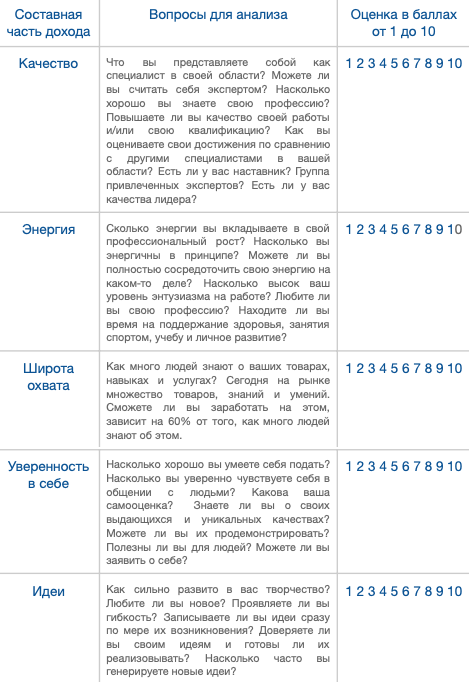 Составная
часть дохода
Вопросы для анализа
Оценка в баллах
от 1 до 10
Качество
Что вы представляете собой как
специалист в своей области? Можете ли
вы считать себя экспертом? Насколько
хорошо вы знаете свою профессию?
Повышаете ли вы качество своей работы
и/или свою квалификацию? Как вы
оцениваете свои достижения по сравнению
с другими специалистами в вашей
области? Есть ли у вас наставник? Группа
привлеченных экспертов? Есть ли у вас
качества лидера?
1 2 3 4 5 6 7 8 9 10
Энергия
Сколько энергии вы вкладываете в свой
профессиональный рост? Насколько вы
энергичны в принципе? Можете ли вы
полностью сосредоточить свою энергию на
каком-то деле? Насколько высок ваш
уровень энтузиазма на работе? Любите ли
вы свою профессию? Находите ли вы
время на поддержание здоровья, занятия
спортом, учебу и личное развитие?
1 2 3 4 5 6 7 8 9 10
Широта
охвата
Как много людей знают о ваших товарах,
навыках и услугах? Сегодня на рынке
множество товаров, знаний и умений.
Сможете ли вы заработать на этом,
зависит на 60% от того, как много людей
знают об этом.
1 2 3 4 5 6 7 8 9 10
Уверенность
в себе
Насколько хорошо вы умеете себя подать?
Насколько вы уверенно чувствуете себя в
общении с людьми? Какова ваша
самооценка? Знаете ли вы о своих
выдающихся и уникальных качествах?
Можете ли вы их продемонстрировать?
Полезны ли вы для людей? Можете ли вы
заявить о себе?
1 2 3 4 5 6 7 8 9 10
Идеи
Как сильно развито в вас творчество?
Любите ли вы новое? Проявляете ли вы
гибкость? Записываете ли вы идеи сразу
по мере их возникновения? Доверяете ли
вы своим идеям и готовы ли их
реализовывать? Насколько часто вы
генерируете новые идеи?
1 2 3 4 5 6 7 8 9 10